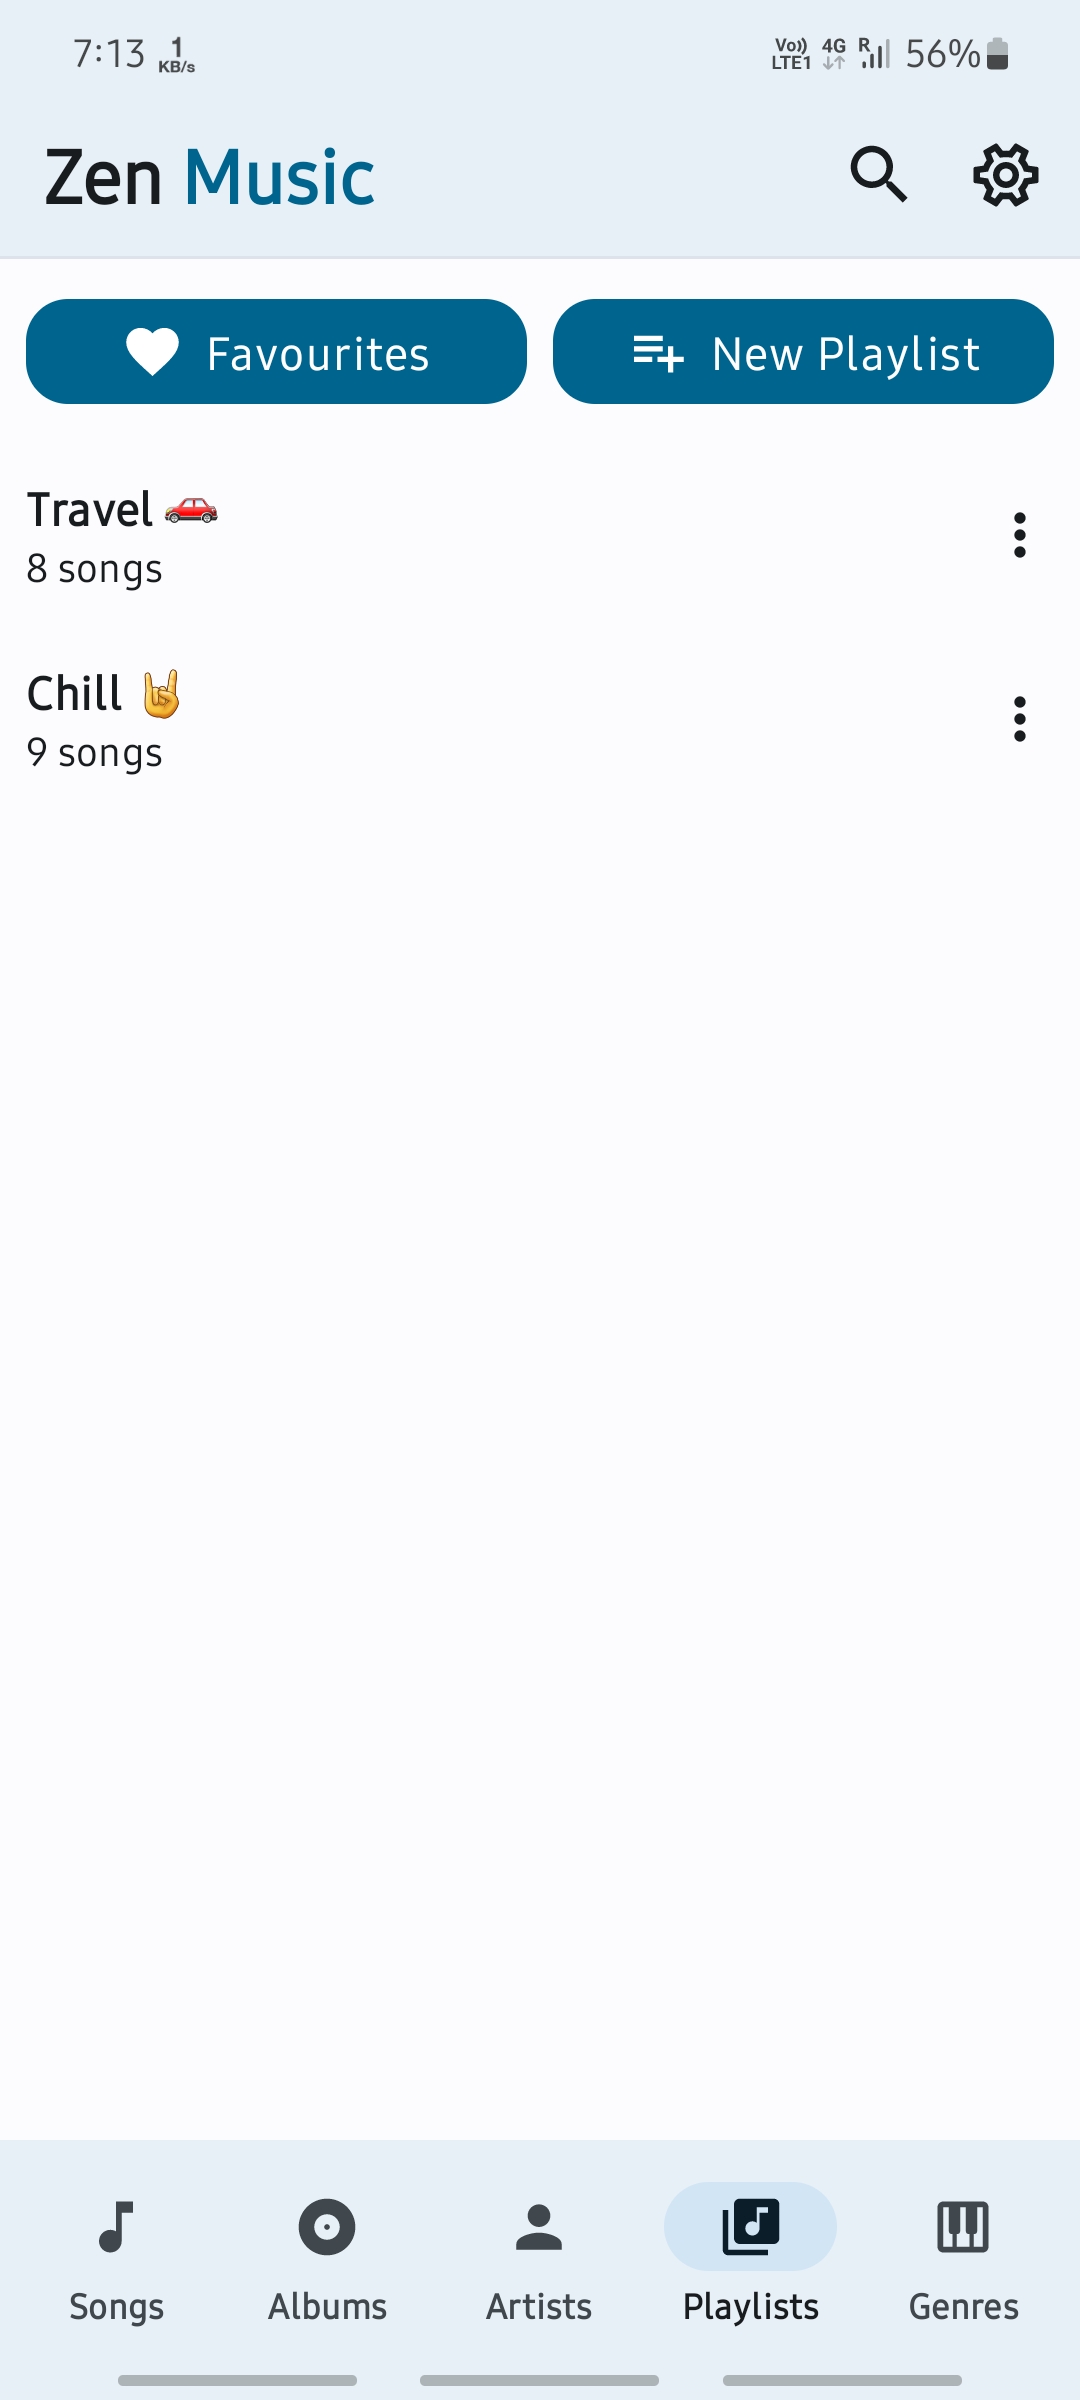 7:13 1 KB/s Vo)) LTE1 4G R 56%
Zen Music
Favourites New Playlist
Travel 🚗
8 songs
Chill 🤘
9 songs
Songs Albums Artists Playlists Genres